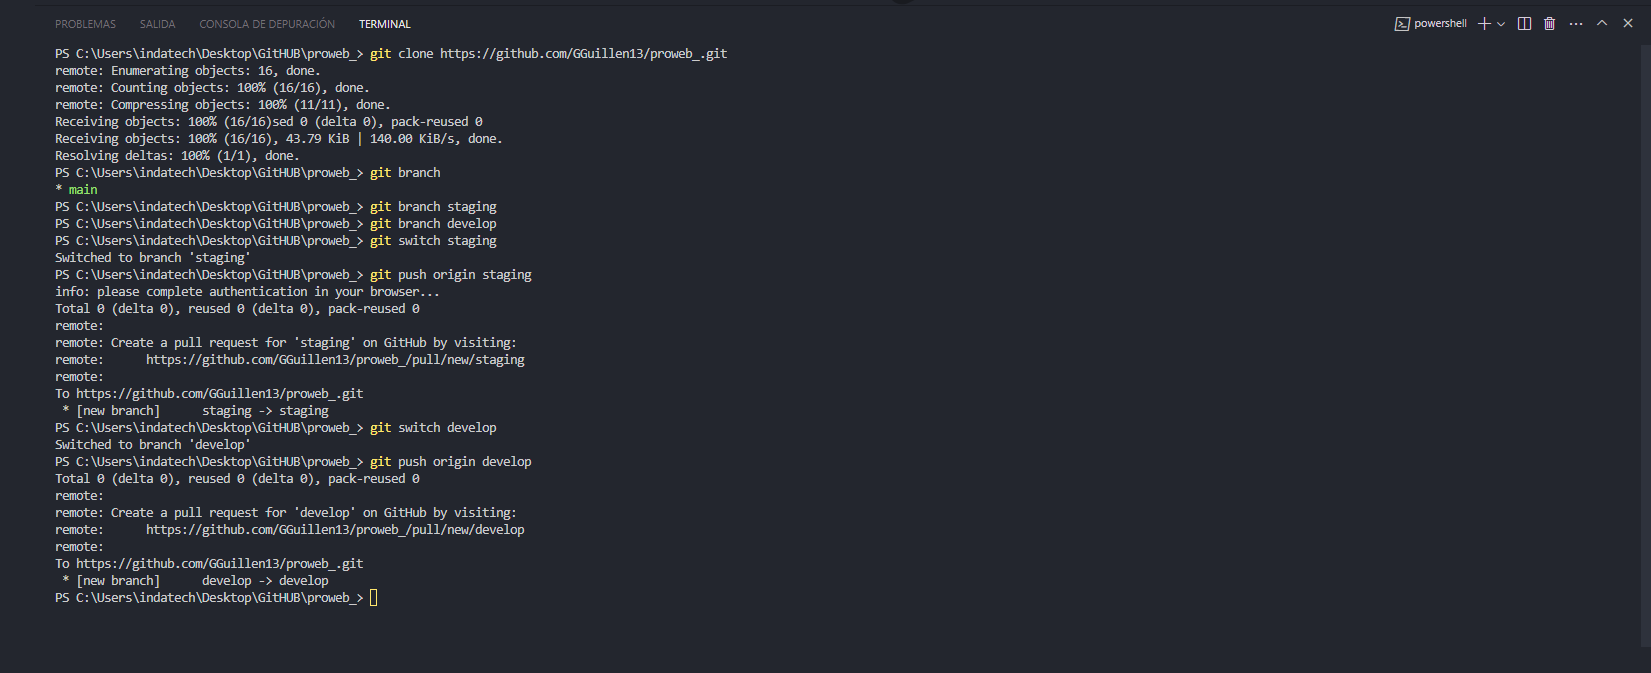 PROBLEMAS SALIDA CONSOLA DE DEPURACIÓN TERMINAL powershell
PS C:\Users\indatech\Desktop\GitHUB\proweb_> git clone https://github.com/GGuillen13/proweb_.git
remote: Enumerating objects: 16, done.
remote: Counting objects: 100% (16/16), done.
remote: Compressing objects: 100% (11/11), done.
Receiving objects: 100% (16/16)sed 0 (delta 0), pack-reused 0
Receiving objects: 100% (16/16), 43.79 KiB | 140.00 KiB/s, done.
Resolving deltas: 100% (1/1), done.
PS C:\Users\indatech\Desktop\GitHUB\proweb_> git branch
* main
PS C:\Users\indatech\Desktop\GitHUB\proweb_> git branch staging
PS C:\Users\indatech\Desktop\GitHUB\proweb_> git branch develop
PS C:\Users\indatech\Desktop\GitHUB\proweb_> git switch staging
Switched to branch 'staging'
PS C:\Users\indatech\Desktop\GitHUB\proweb_> git push origin staging
info: please complete authentication in your browser...
Total 0 (delta 0), reused 0 (delta 0), pack-reused 0
remote:
remote: Create a pull request for 'staging' on GitHub by visiting:
remote:      https://github.com/GGuillen13/proweb_/pull/new/staging
remote:
To https://github.com/GGuillen13/proweb_.git
 * [new branch]      staging -> staging
PS C:\Users\indatech\Desktop\GitHUB\proweb_> git switch develop
Switched to branch 'develop'
PS C:\Users\indatech\Desktop\GitHUB\proweb_> git push origin develop
Total 0 (delta 0), reused 0 (delta 0), pack-reused 0
remote:
remote: Create a pull request for 'develop' on GitHub by visiting:
remote:      https://github.com/GGuillen13/proweb_/pull/new/develop
remote:
To https://github.com/GGuillen13/proweb_.git
 * [new branch]      develop -> develop
PS C:\Users\indatech\Desktop\GitHUB\proweb_>